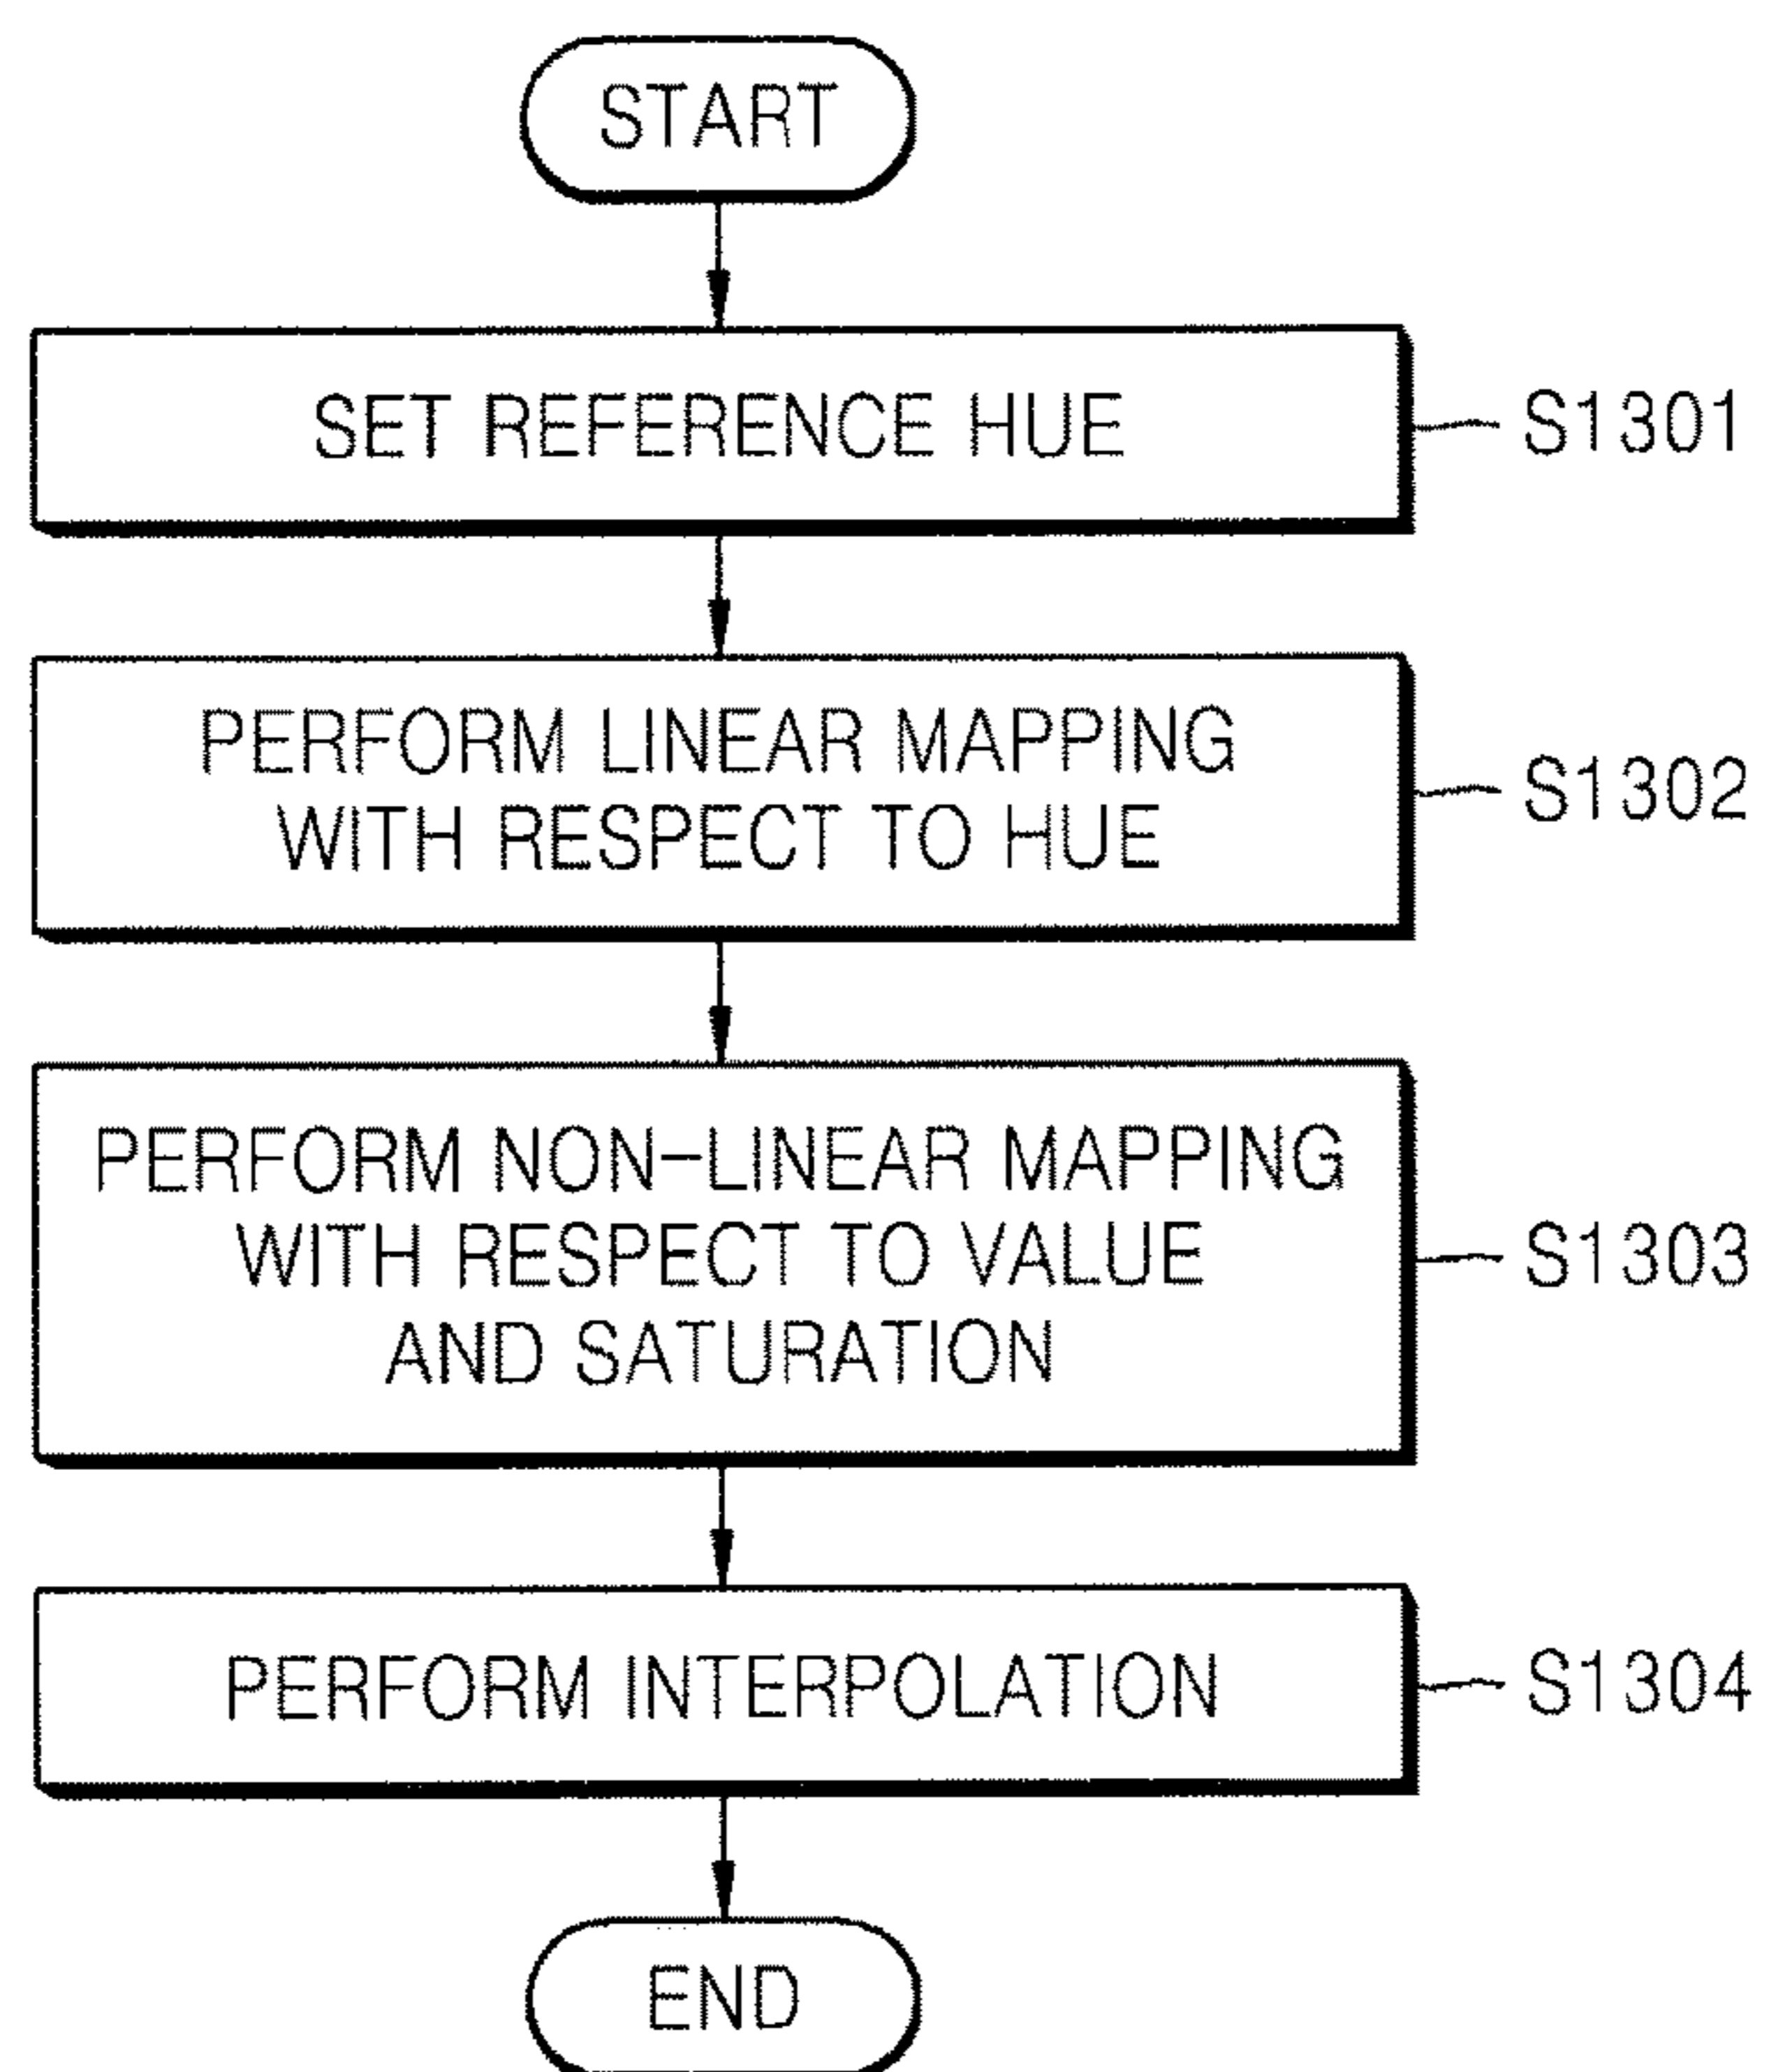 START
SET REFERENCE HUE
S1301
PERFORM LINEAR MAPPING
WITH RESPECT TO HUE
S1302
PERFORM NON-LINEAR MAPPING
WITH RESPECT TO VALUE
AND SATURATION
S1303
PERFORM INTERPOLATION
S1304
END